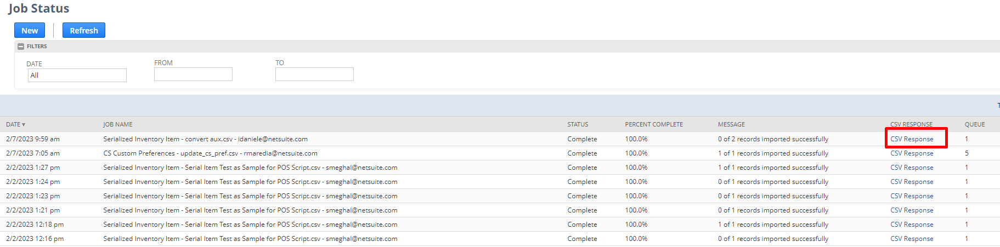 Job Status
New Refresh
FILTERS
DATE FROM TO
All
T
DATE ▼ JOB NAME STATUS PERCENT COMPLETE MESSAGE CSV RESPONSE QUEUE
2/7/2023 9:59 am Serialized Inventory Item - convert aux.csv - idaniele@netsuite.com Complete 100.0% 0 of 2 records imported successfully CSV Response 1
2/7/2023 7:05 am CS Custom Preferences - update_cs_pref.csv - rmaredia@netsuite.com Complete 100.0% 1 of 1 records imported successfully CSV Response 5
2/2/2023 1:27 pm Serialized Inventory Item - Serial Item Test as Sample for POS Script.csv - smeghal@netsuite.com Complete 100.0% 1 of 1 records imported successfully CSV Response 1
2/2/2023 1:24 pm Serialized Inventory Item - Serial Item Test as Sample for POS Script.csv - smeghal@netsuite.com Complete 100.0% 0 of 1 records imported successfully CSV Response 1
2/2/2023 1:23 pm Serialized Inventory Item - Serial Item Test as Sample for POS Script.csv - smeghal@netsuite.com Complete 100.0% 0 of 1 records imported successfully CSV Response 1
2/2/2023 1:21 pm Serialized Inventory Item - Serial Item Test as Sample for POS Script.csv - smeghal@netsuite.com Complete 100.0% 0 of 1 records imported successfully CSV Response 1
2/2/2023 12:18 pm Serialized Inventory Item - Serial Item Test as Sample for POS Script.csv - smeghal@netsuite.com Complete 100.0% 1 of 1 records imported successfully CSV Response 1
2/2/2023 12:16 pm Serialized Inventory Item - Serial Item Test as Sample for POS Script.csv - smeghal@netsuite.com Complete 100.0% 0 of 1 records imported successfully CSV Response 1